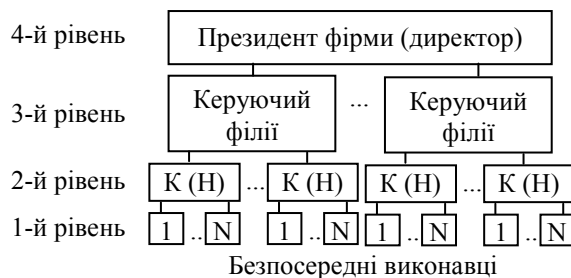 4-й рівень Президент фірми (директор)
3-й рівень Керуючий філії ... Керуючий філії
2-й рівень К (Н) ... К (Н) К (Н) ... К (Н)
1-й рівень 1 .. N 1 .. N 1 .. N 1 .. N
Безпосередні виконавці